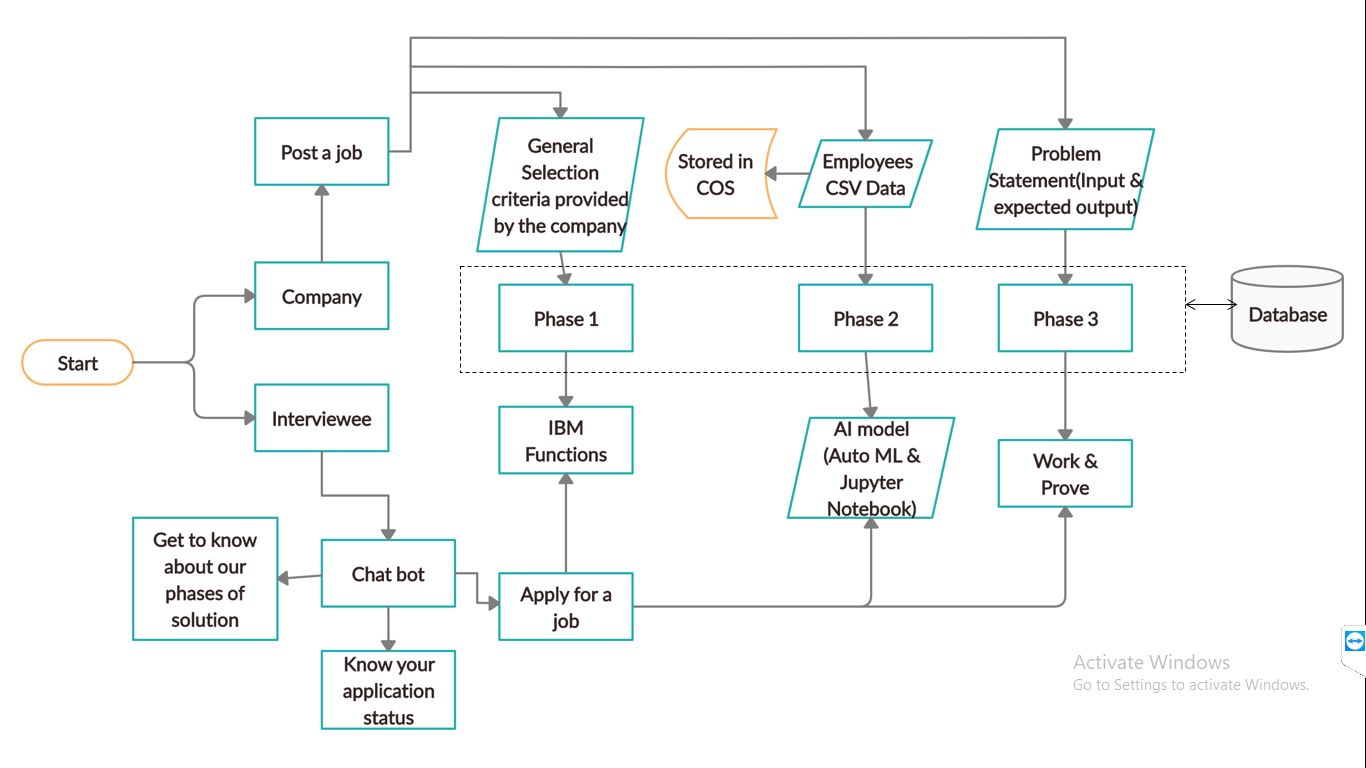 Post a job
General
Selection
criteria provided
by the company
Stored in
COS
Employees
CSV Data
Problem
Statement(Input &
expected output)
Company
Phase 1
Phase 2
Phase 3
Database
Start
Interviewee
IBM
Functions
AI model
(Auto ML &
Jupyter
Notebook)
Work &
Prove
Get to know
about our
phases of
solution
Chat bot
Apply for a
job
Know your
application
status
Activate Windows
Go to Settings to activate Windows.